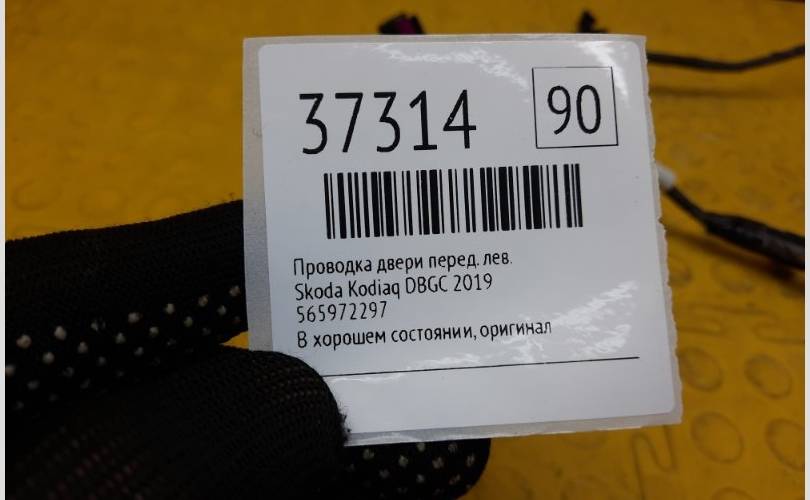 37314
90
Проводка двери перед. лев.
Skoda Kodiaq DBGC 2019
565972297
В хорошем состоянии, оригинал